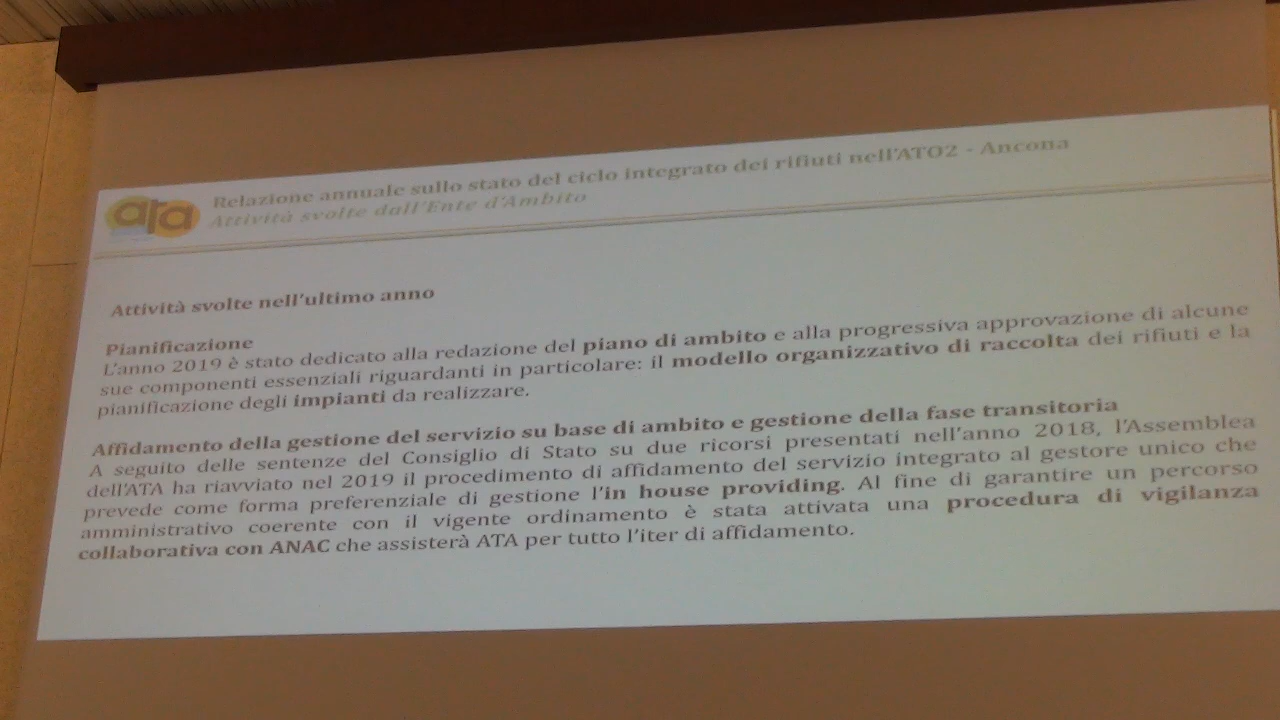 ata
Relazione annuale sullo stato del ciclo integrato dei rifiuti nell'ATO2 - Ancona
Attività svolte dall'Ente d'Ambito
Attività svolte nell'ultimo anno
Pianificazione
L'anno 2019 è stato dedicato alla redazione del piano di ambito e alla progressiva approvazione di alcune
sue componenti essenziali riguardanti in particolare: il modello organizzativo di raccolta dei rifiuti e la
pianificazione degli impianti da realizzare.
Affidamento della gestione del servizio su base di ambito e gestione della fase transitoria
A seguito delle sentenze del Consiglio di Stato su due ricorsi presentati nell'anno 2018, l'Assemblea
dell'ATA ha riavviato nel 2019 il procedimento di affidamento del servizio integrato al gestore unico che
prevede come forma preferenziale di gestione l'in house providing. Al fine di garantire un percorso
amministrativo coerente con il vigente ordinamento è stata attivata una procedura di vigilanza
collaborativa con ANAC che assisterà ATA per tutto l'iter di affidamento.